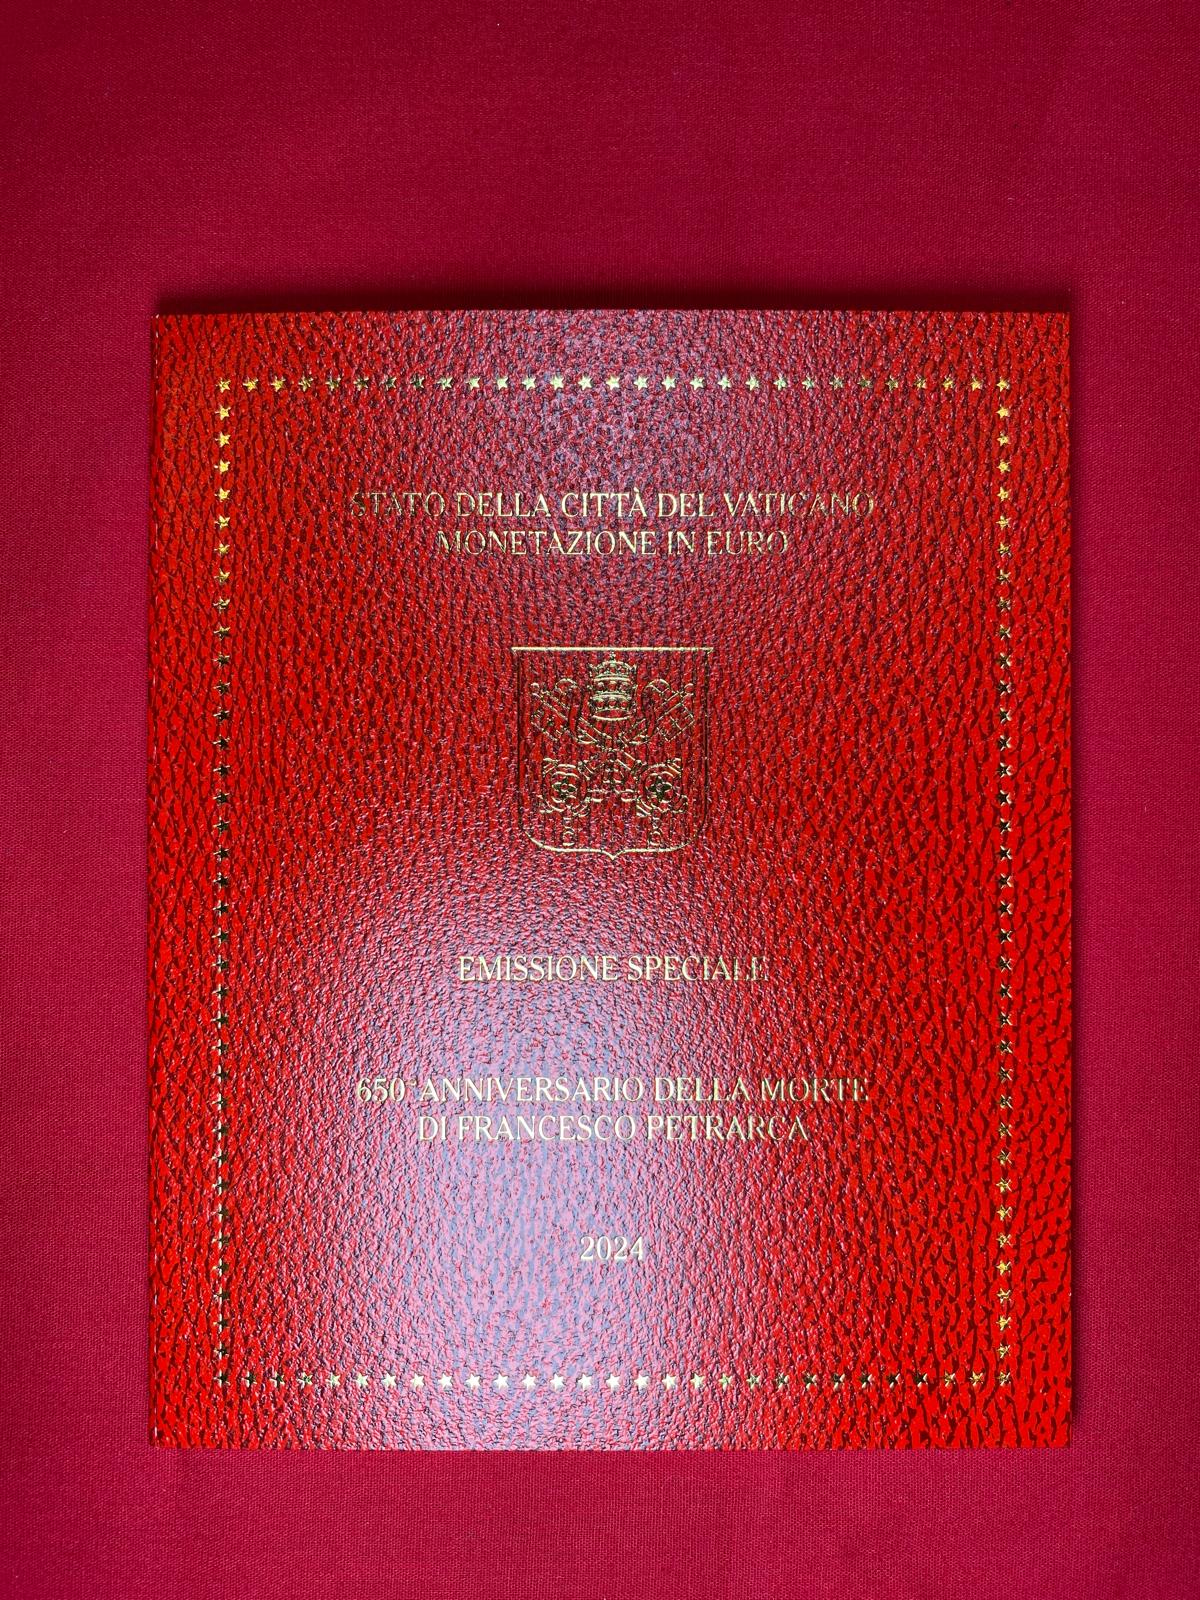 STATO DELLA CITTÀ DEL VATICANO
MONETAZIONE IN EURO
EMISSIONE SPECIALE
650° ANNIVERSARIO DELLA MORTE
DI FRANCESCO PETRARCA
2024